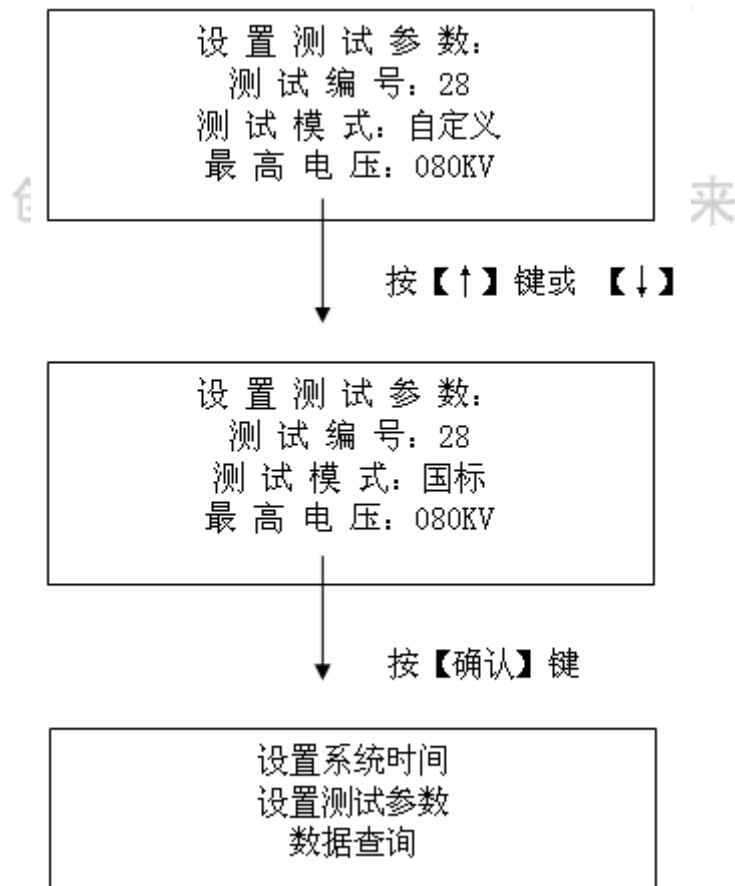 设 置 测 试 参 数：
测 试 编 号：28
测 试 模 式：自定义
最 高 电 压：080KV
来
按【↑】键或 【↓】
设 置 测 试 参 数：
测 试 编 号：28
测 试 模 式：国标
最 高 电 压：080KV
按【确认】键
设置系统时间
设置测试参数
数据查询